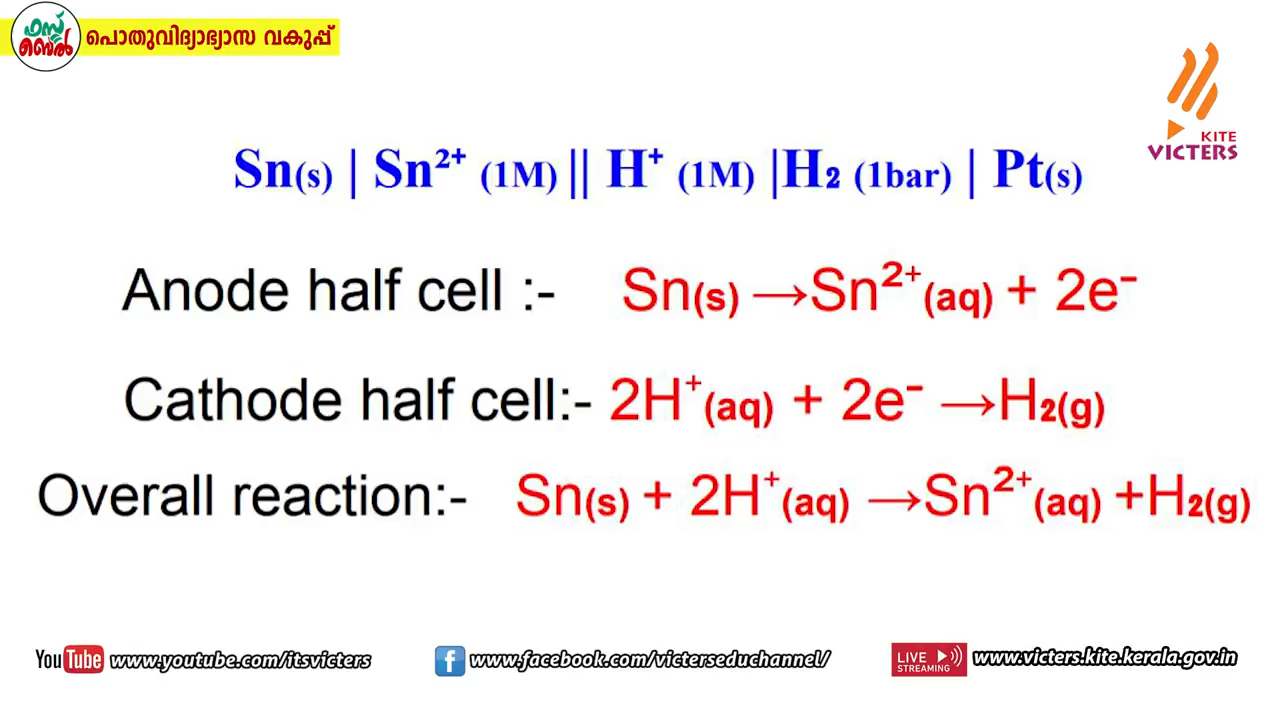 ഫസ്റ്റ് ബെൽ
പൊതുവിദ്യാഭ്യാസ വകുപ്പ്
KITE
VICTERS
Sn(s) | Sn²⁺ (1M) || H⁺ (1M) |H₂ (1bar) | Pt(s)
Anode half cell :- Sn(s) →Sn²⁺(aq) + 2e⁻
Cathode half cell:- 2H⁺(aq) + 2e⁻ →H₂(g)
Overall reaction:- Sn(s) + 2H⁺(aq) →Sn²⁺(aq) +H₂(g)
YouTube www.youtube.com/itsvicters
f www.facebook.com/victerseduchannel/
LIVE STREAMING www.victers.kite.kerala.gov.in